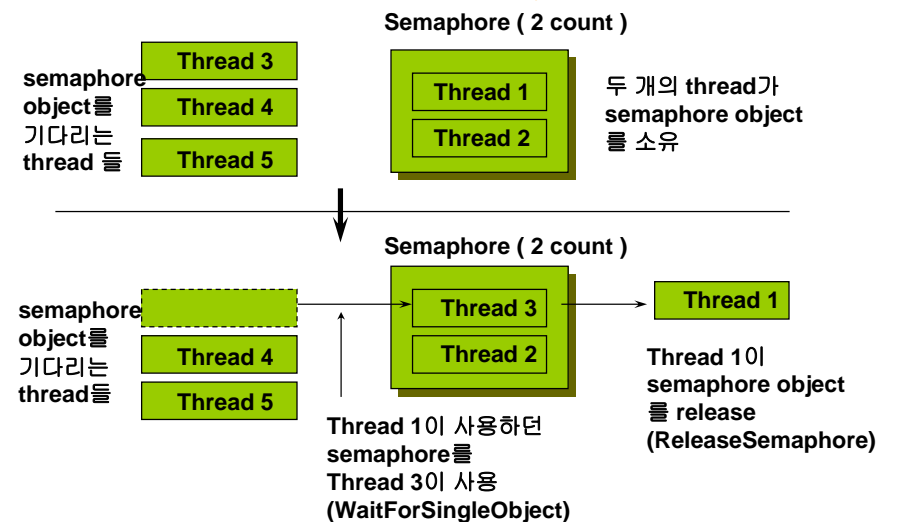 Semaphore ( 2 count )
semaphore
object를
기다리는
thread 들
Thread 3
Thread 4
Thread 5
Thread 1
Thread 2
두 개의 thread가
semaphore object
를 소유
Semaphore ( 2 count )
semaphore
object를
기다리는
thread들
Thread 4
Thread 5
Thread 3
Thread 2
Thread 1
Thread 1이
semaphore object
를 release
(ReleaseSemaphore)
Thread 1이 사용하던
semaphore를
Thread 3이 사용
(WaitForSingleObject)